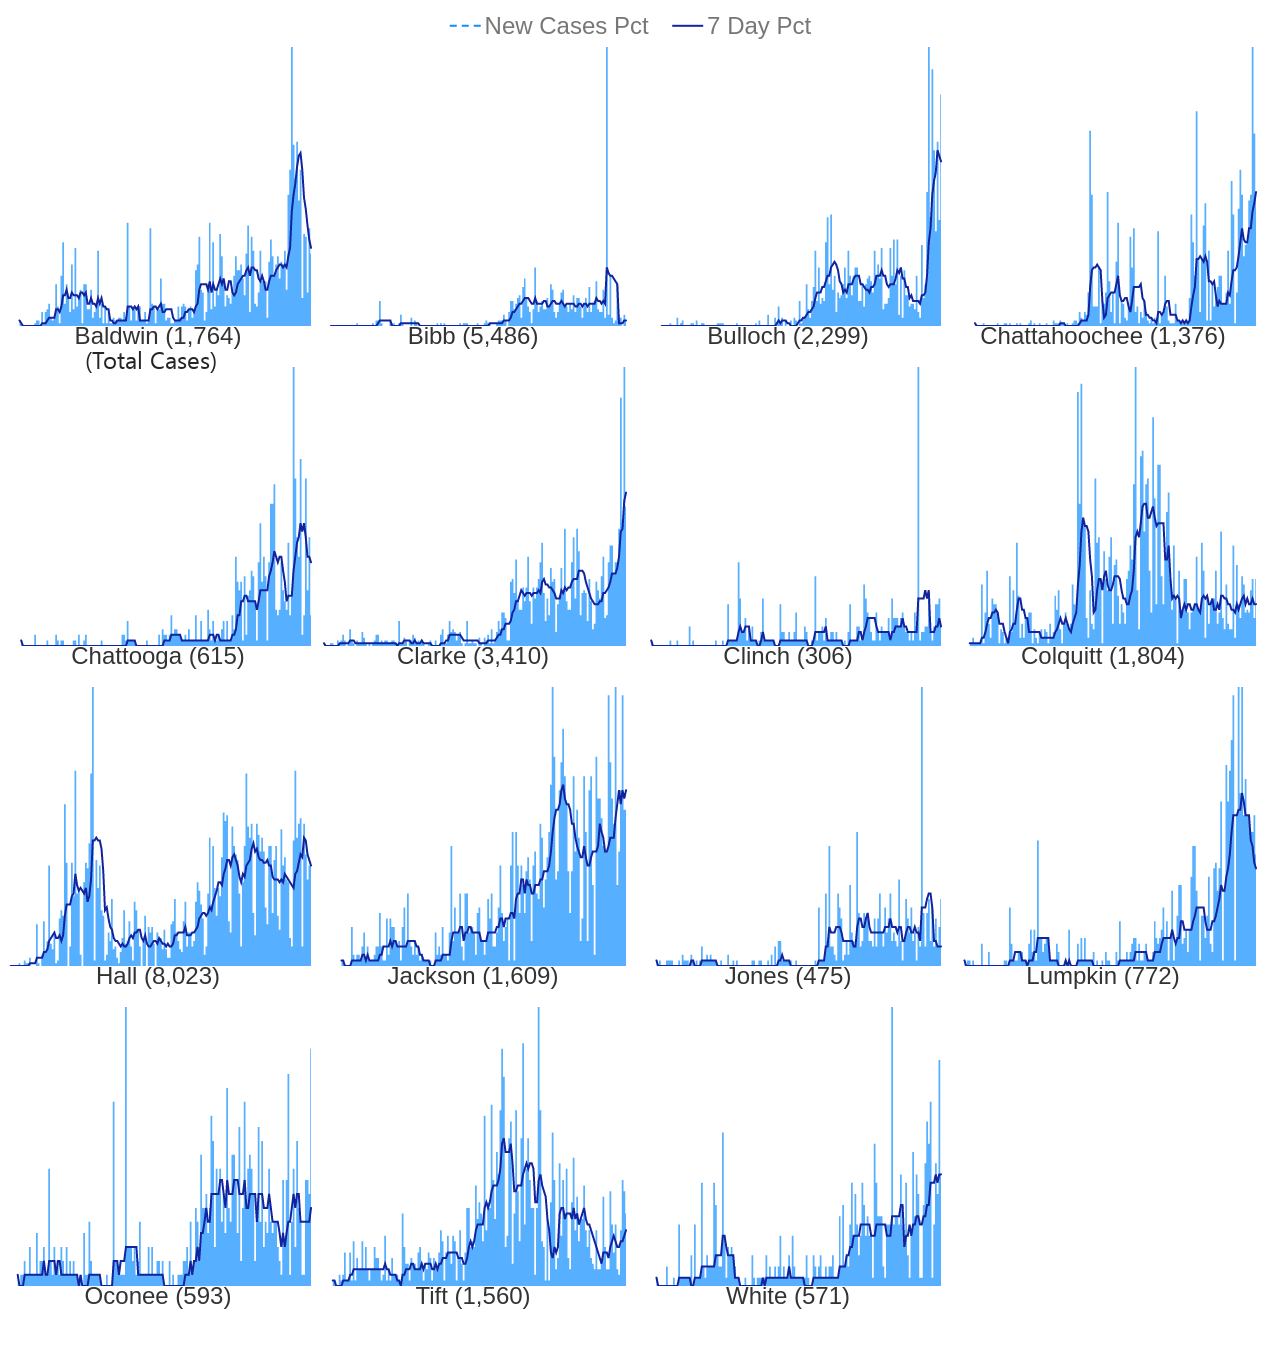 New Cases Pct 7 Day Pct
Baldwin (1,764) Bibb (5,486) Bulloch (2,299) Chattahoochee (1,376)
(Total Cases)
Chattooga (615) Clarke (3,410) Clinch (306) Colquitt (1,804)
Hall (8,023) Jackson (1,609) Jones (475) Lumpkin (772)
Oconee (593) Tift (1,560) White (571)